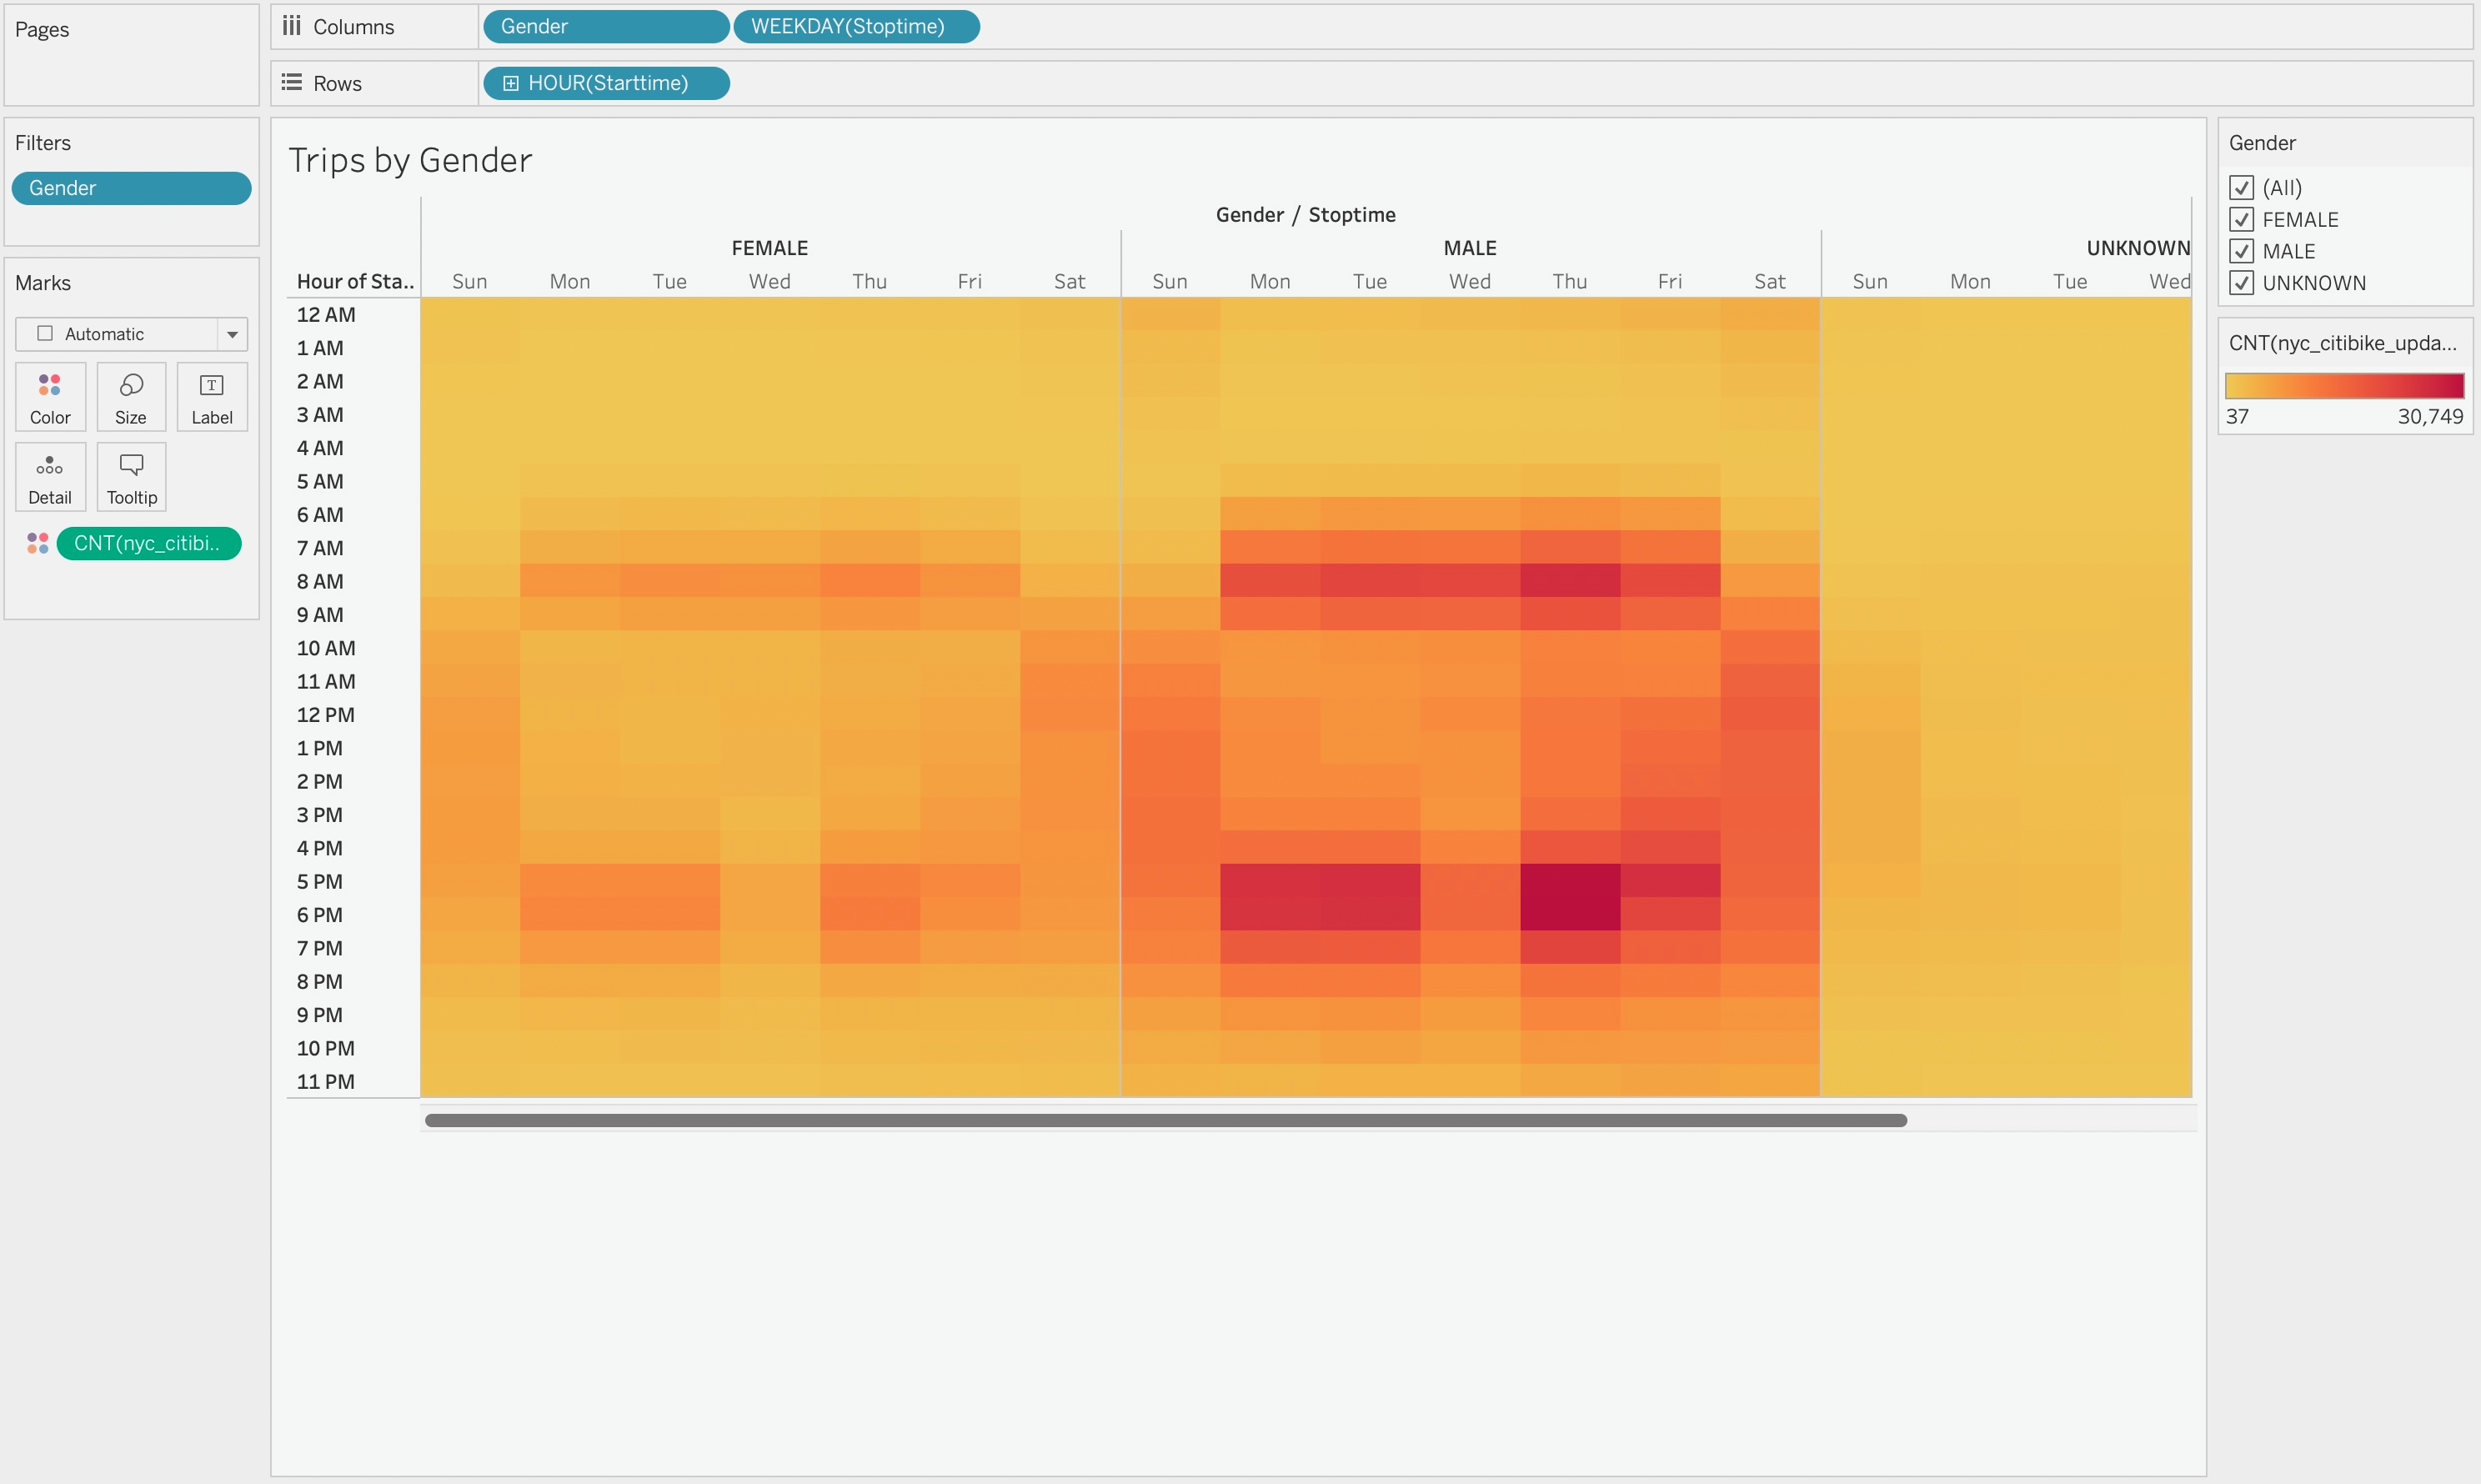 Pages
Columns
Gender
WEEKDAY(Stoptime)
Rows
HOUR(Starttime)
Filters
Gender
Marks
Automatic
Color
Size
Label
Detail
Tooltip
CNT(nyc_citibi..
Trips by Gender
Gender / Stoptime
FEMALE MALE UNKNOWN
Hour of Sta.. Sun Mon Tue Wed Thu Fri Sat Sun Mon Tue Wed Thu Fri Sat Sun Mon Tue Wed
12 AM
1 AM
2 AM
3 AM
4 AM
5 AM
6 AM
7 AM
8 AM
9 AM
10 AM
11 AM
12 PM
1 PM
2 PM
3 PM
4 PM
5 PM
6 PM
7 PM
8 PM
9 PM
10 PM
11 PM
Gender
(All)
FEMALE
MALE
UNKNOWN
CNT(nyc_citibike_upda...
37 30,749